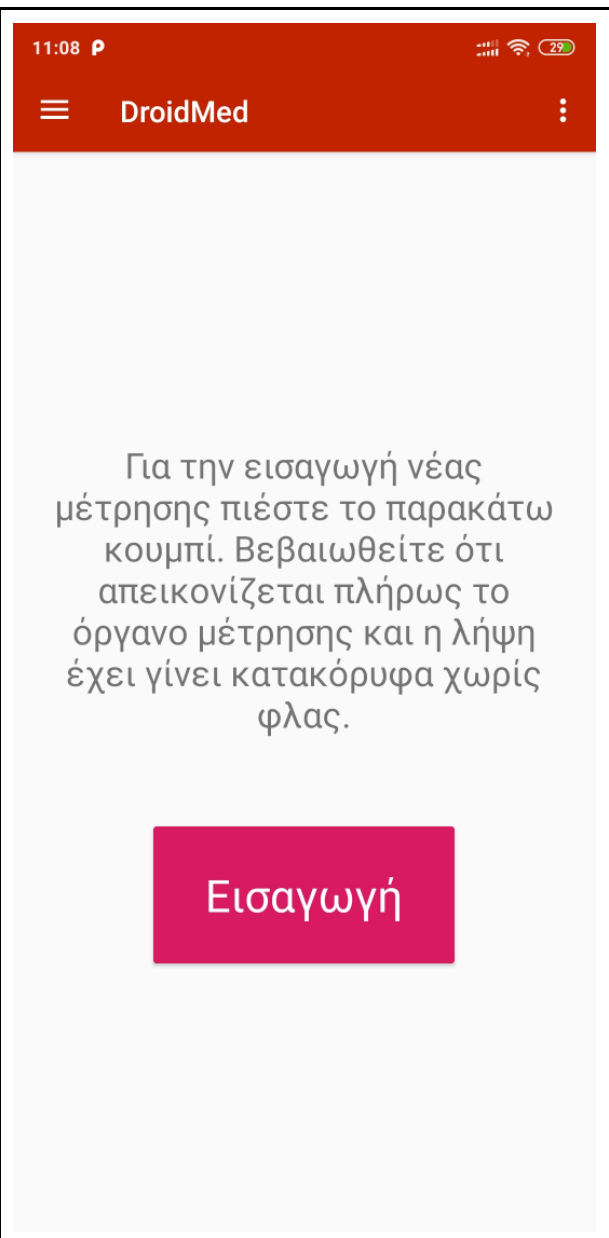 11:08 P 29
DroidMed
Για την εισαγωγή νέας
μέτρησης πιέστε το παρακάτω
κουμπί. Βεβαιωθείτε ότι
απεικονίζεται πλήρως το
όργανο μέτρησης και η λήψη
έχει γίνει κατακόρυφα χωρίς
φλας.
Εισαγωγή